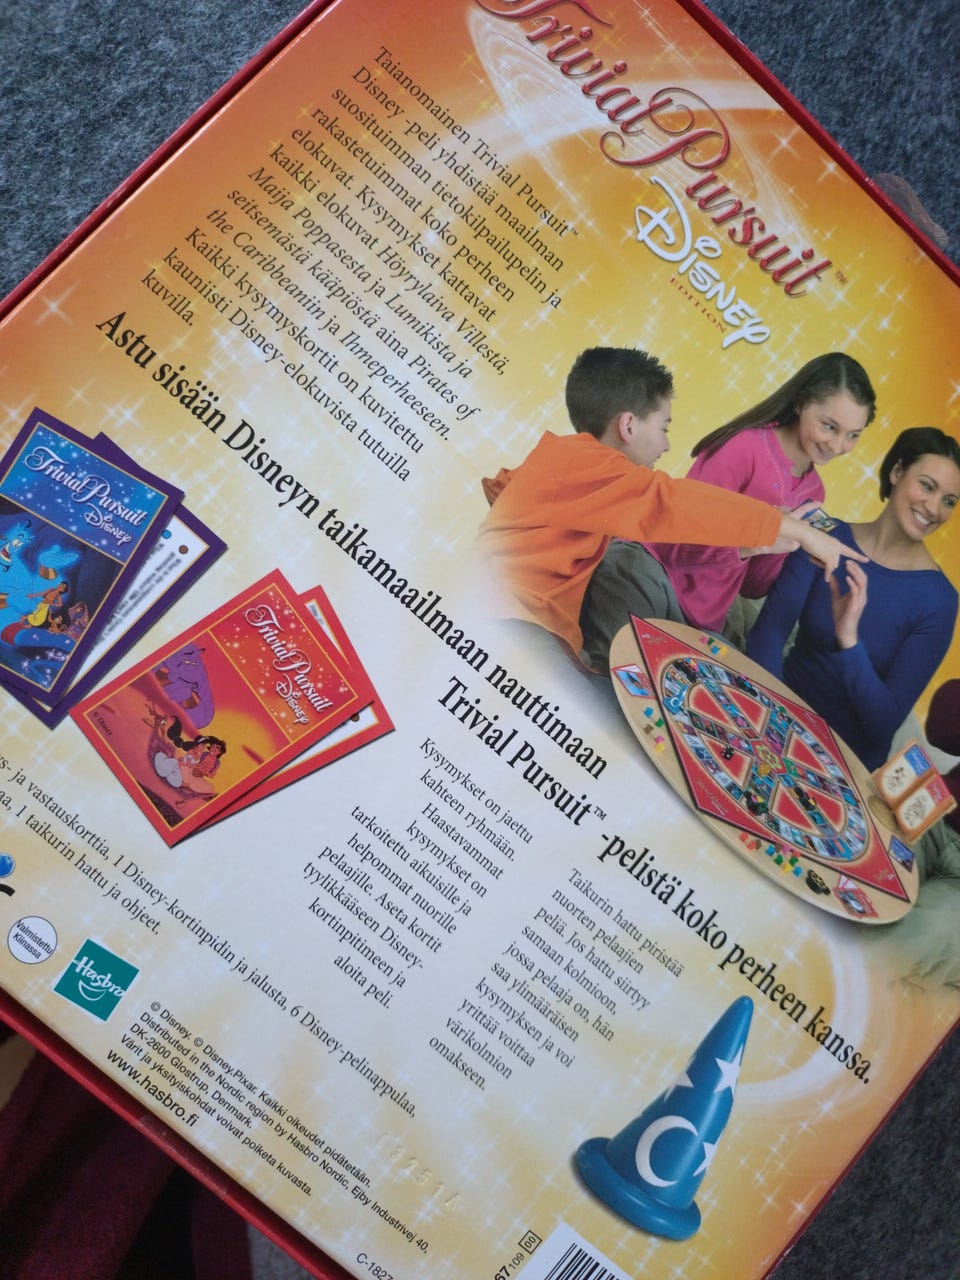 Trivial Pursuit™
Disney
EDITION
Taianomainen Trivial Pursuit™
Disney -peli yhdistää maailman
suosituimman tietokilpailupelin ja
rakastetuimmat koko perheen
elokuvat. Kysymykset kattavat
kaikki elokuvat Höyrylaiva Villestä,
Maija Poppasesta ja Lumikista ja
seitsemästä kääpiöstä aina Pirates of
the Caribbeaniin ja Ihmeperheeseen.
Kaikki kysymyskortit on kuvitettu
kauniisti Disney-elokuvista tutuilla
kuvilla.
Astu sisään Disneyn taikamaailmaan nauttimaan
Trivial Pursuit™ -pelistä koko perheen kanssa.
Trivial Pursuit
Disney
Trivial Pursuit
Disney
© Disney
Kysymykset on jaettu
kahteen ryhmään.
Haastavammat
kysymykset on
tarkoitettu aikuisille ja
helpommat nuorille
pelaajille. Aseta kortit
tyylikkääseen Disney-
kortinpitimeen ja
aloita peli.
Taikurin hattu piristää
nuorten pelaajien
peliä. Jos hattu siirtyy
samaan kolmioon,
jossa pelaaja on, hän
saa ylimääräisen
kysymyksen ja voi
yrittää voittaa
värikolmion
omakseen.
ja vastauskorttia, 1 Disney-kortinpidin ja jalusta, 6 Disney-pelinappulaa,
1 taikurin hattu ja ohjeet.
Valmistettu
Kiinassa
Hasbro
© Disney. © Disney.Pixar. Kaikki oikeudet pidätetään.
Distributed in the Nordic region by Hasbro Nordic, Ejby Industrivej 40,
DK-2600 Glostrup, Denmark.
Värit ja yksityiskohdat voivat poiketa kuvasta.
www.hasbro.fi
C-1827
67109